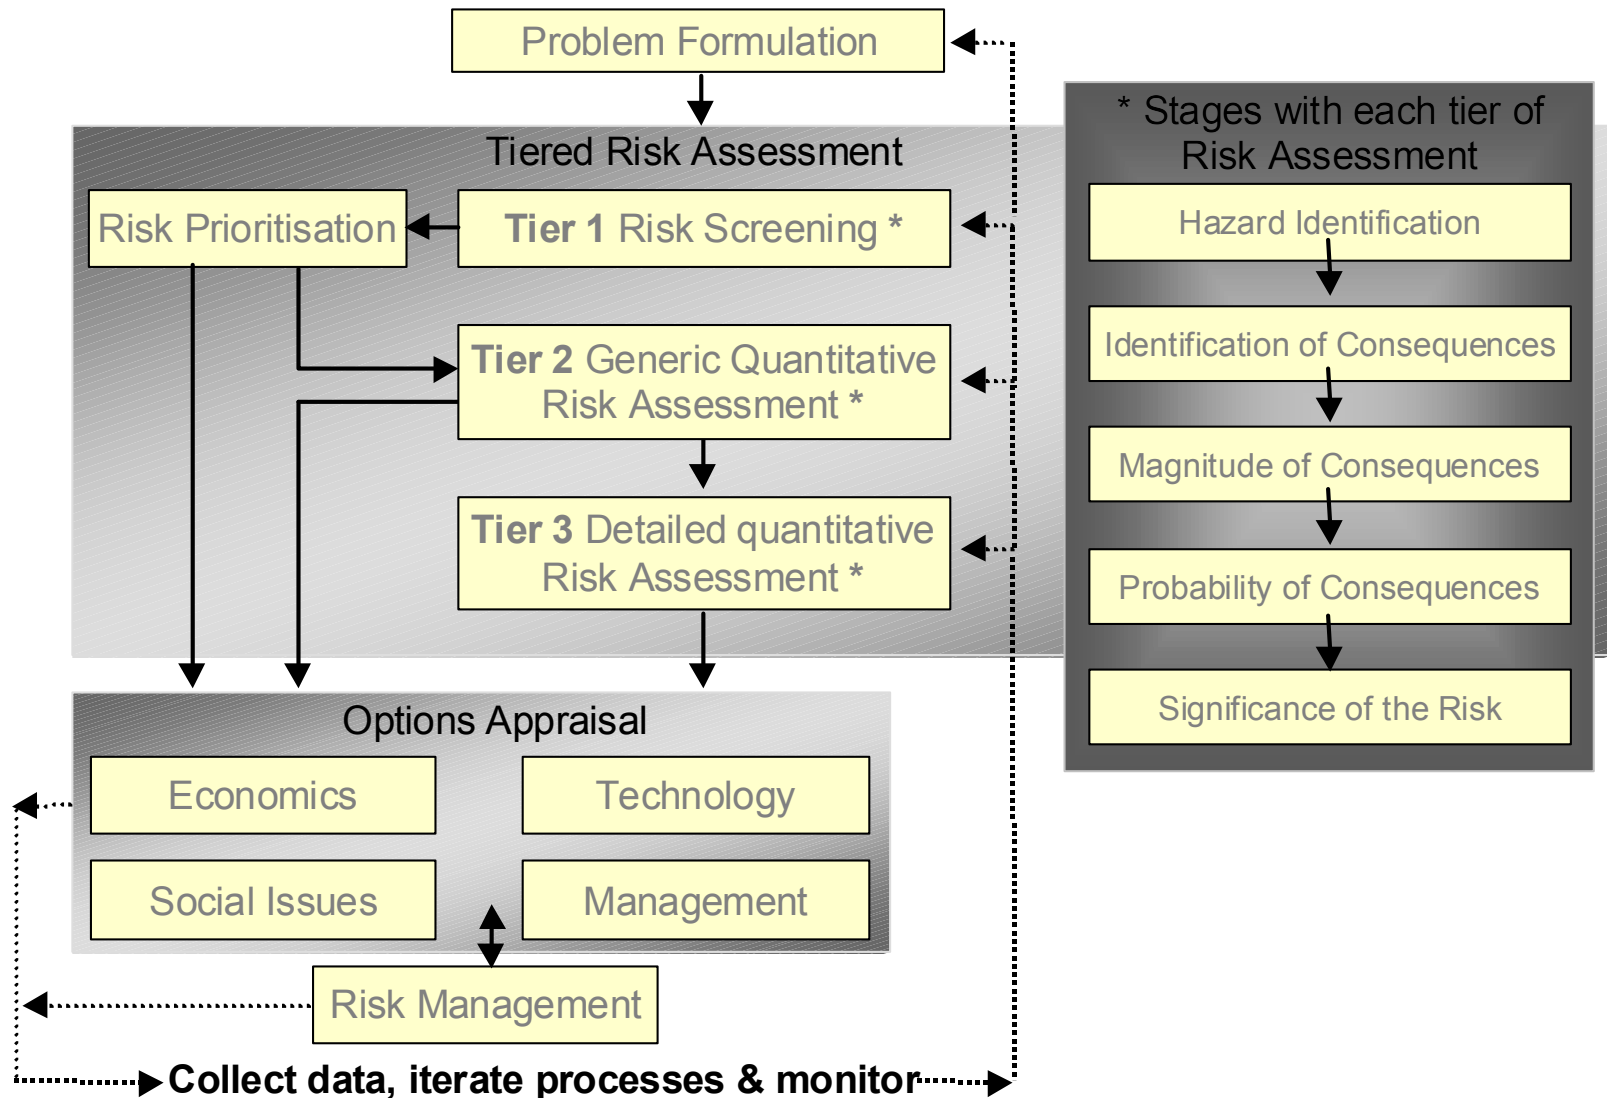 Problem Formulation
Tiered Risk Assessment
Risk Prioritisation
Tier 1 Risk Screening *
Tier 2 Generic Quantitative
Risk Assessment *
Tier 3 Detailed quantitative
Risk Assessment *
Options Appraisal
Economics
Technology
Social Issues
Management
Risk Management
Collect data, iterate processes & monitor
* Stages with each tier of
Risk Assessment
Hazard Identification
Identification of Consequences
Magnitude of Consequences
Probability of Consequences
Significance of the Risk